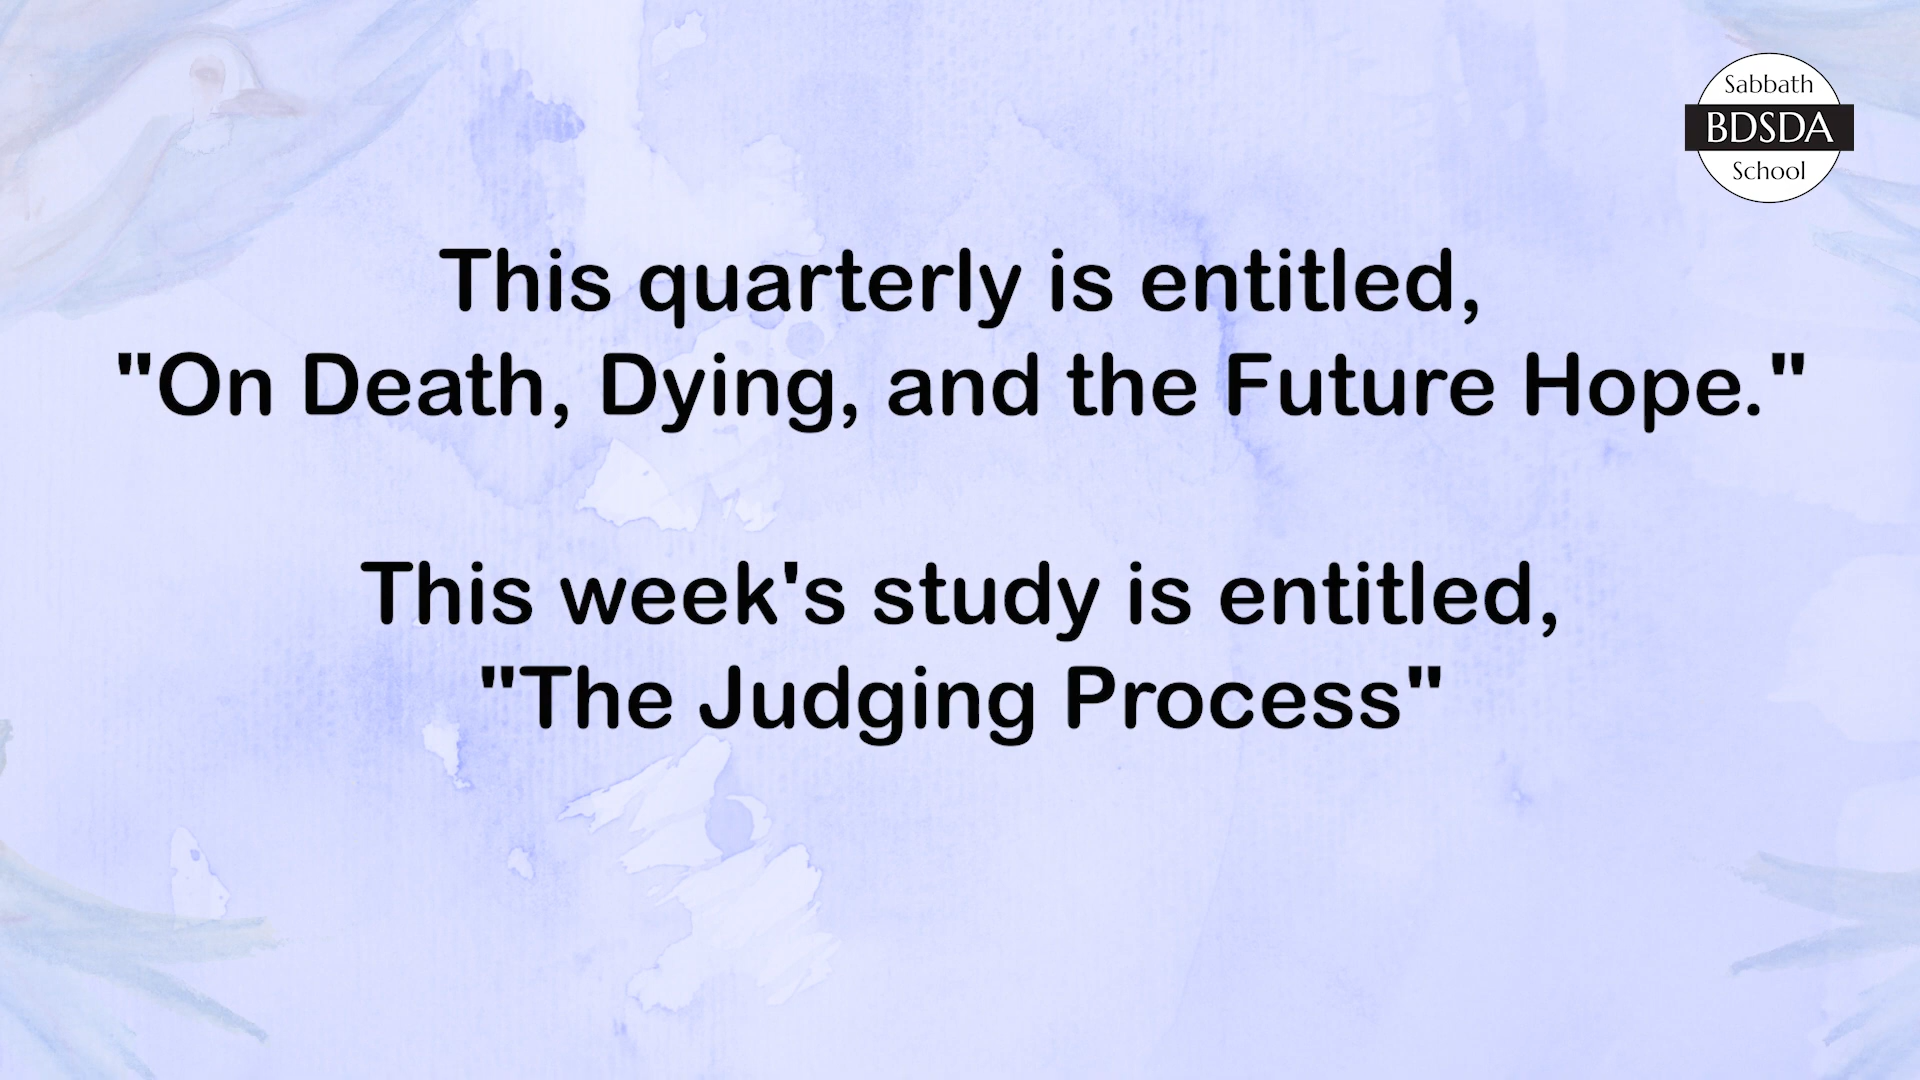 Sabbath
BDSDA
School
This quarterly is entitled,
"On Death, Dying, and the Future Hope."
This week's study is entitled,
"The Judging Process"